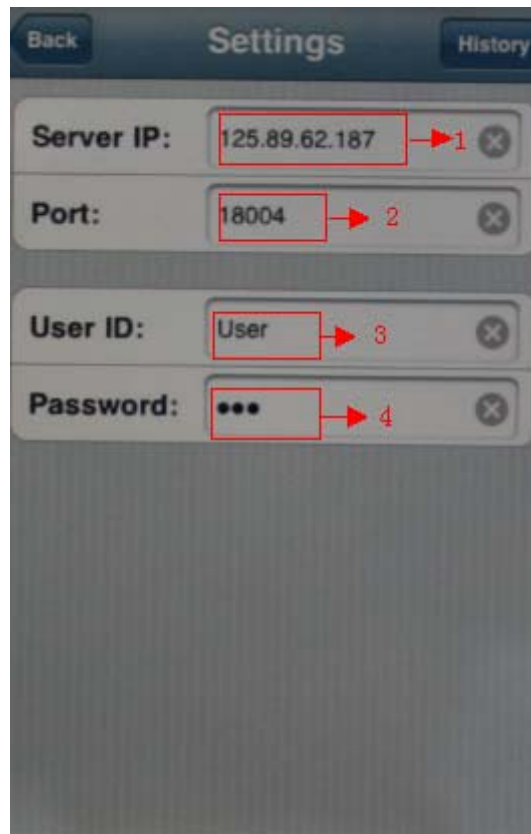 Back Settings History
Server IP: 125.89.62.187 1
Port: 18004 2
User ID: User 3
Password: ••• 4